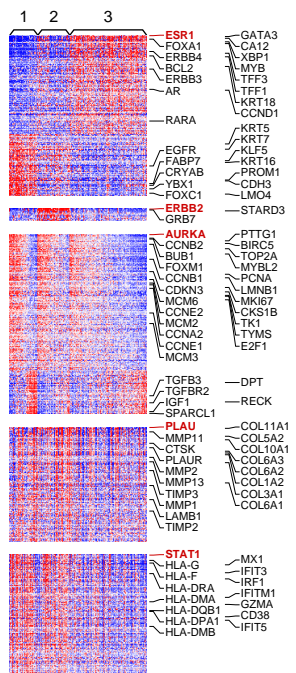 1 2 3
ESR1
FOXA1
ERBB4
BCL2
ERBB3
AR
RARA
EGFR
FABP7
CRYAB
YBX1
FOXC1
GATA3
CA12
XBP1
MYB
TFF3
TFF1
KRT18
CCND1
KRT5
KRT7
KLF5
KRT16
PROM1
CDH3
LMO4
ERBB2
GRB7
STARD3
AURKA
CCNB2
BUB1
FOXM1
CCNB1
CDKN3
MCM6
CCNE2
MCM2
CCNA2
CCNE1
MCM3
PTTG1
BIRC5
TOP2A
MYBL2
PCNA
LMNB1
MKI67
CKS1B
TK1
TYMS
E2F1
TGFB3
TGFBR2
IGF1
SPARCL1
DPT
RECK
PLAU
MMP11
CTSK
PLAUR
MMP2
MMP13
TIMP3
MMP1
LAMB1
TIMP2
COL11A1
COL5A2
COL10A1
COL6A3
COL6A2
COL1A2
COL3A1
COL6A1
STAT1
HLA-G
HLA-F
HLA-DRA
HLA-DMA
HLA-DQB1
HLA-DPA1
HLA-DMB
MX1
IFIT3
IRF1
IFITM1
GZMA
CD38
IFIT5